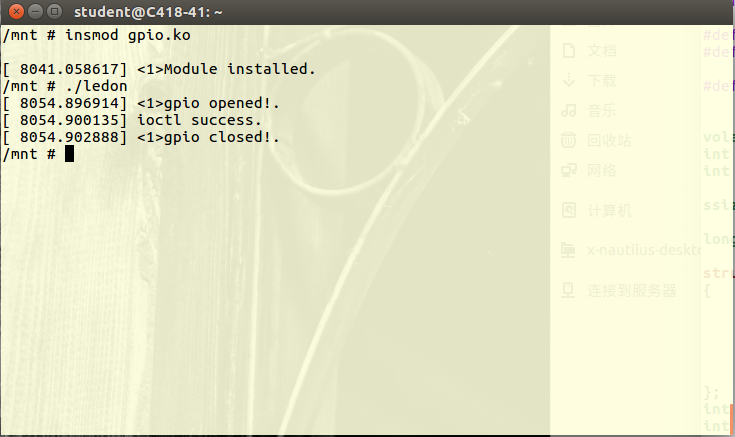 student@C418-41: ~
/mnt # insmod gpio.ko
[ 8041.058617] <1>Module installed.
/mnt # ./ledon
[ 8054.896914] <1>gpio opened!.
[ 8054.900135] ioctl success.
[ 8054.902888] <1>gpio closed!.
/mnt #
文档
下载
音乐
回收站
网络
计算机
x-nautilus-deskto
连接到服务器
#def
#def
#def
vola
int
int
ssiz
long
stru
{
};
int
int